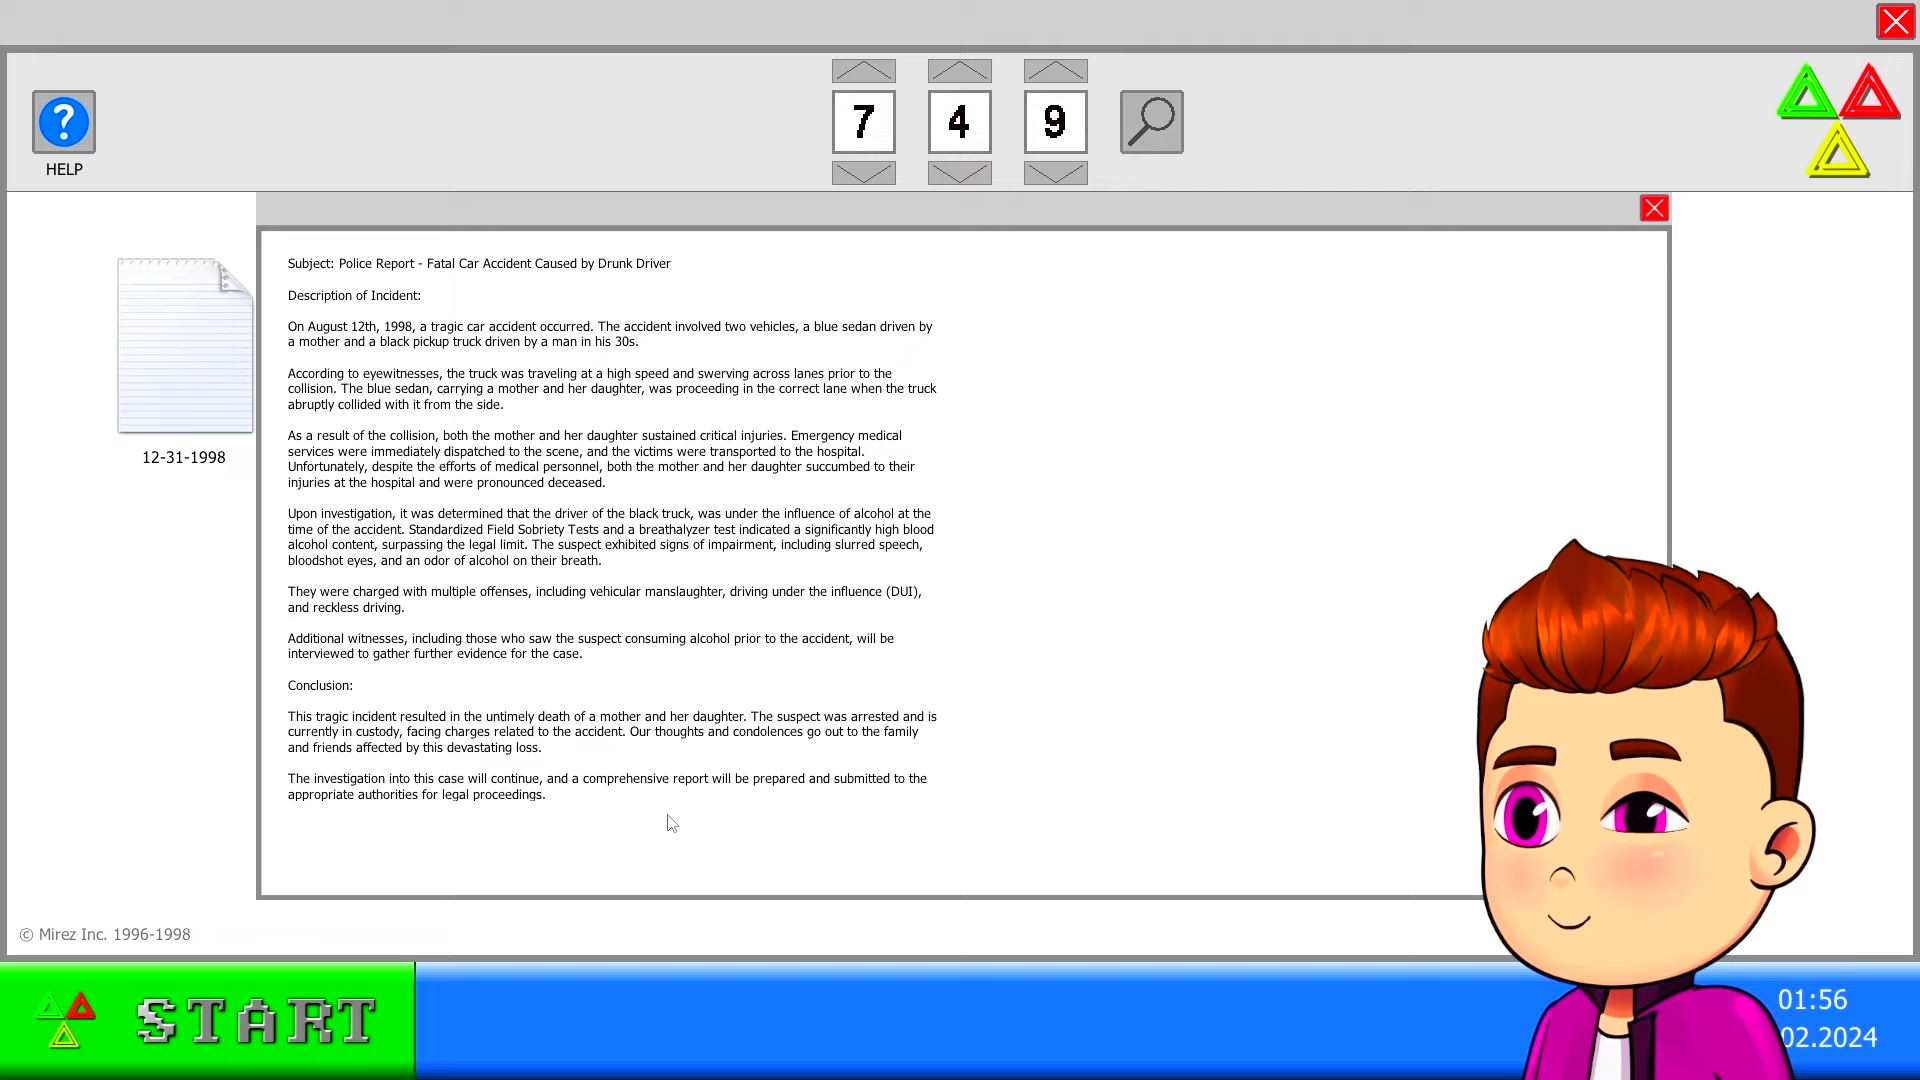 7 4 9
HELP
Subject: Police Report - Fatal Car Accident Caused by Drunk Driver
Description of Incident:
On August 12th, 1998, a tragic car accident occurred. The accident involved two vehicles, a blue sedan driven by
a mother and a black pickup truck driven by a man in his 30s.
According to eyewitnesses, the truck was traveling at a high speed and swerving across lanes prior to the
collision. The blue sedan, carrying a mother and her daughter, was proceeding in the correct lane when the truck
abruptly collided with it from the side.
As a result of the collision, both the mother and her daughter sustained critical injuries. Emergency medical
services were immediately dispatched to the scene, and the victims were transported to the hospital.
Unfortunately, despite the efforts of medical personnel, both the mother and her daughter succumbed to their
injuries at the hospital and were pronounced deceased.
Upon investigation, it was determined that the driver of the black truck, was under the influence of alcohol at the
time of the accident. Standardized Field Sobriety Tests and a breathalyzer test indicated a significantly high blood
alcohol content, surpassing the legal limit. The suspect exhibited signs of impairment, including slurred speech,
bloodshot eyes, and an odor of alcohol on their breath.
They were charged with multiple offenses, including vehicular manslaughter, driving under the influence (DUI),
and reckless driving.
Additional witnesses, including those who saw the suspect consuming alcohol prior to the accident, will be
interviewed to gather further evidence for the case.
Conclusion:
This tragic incident resulted in the untimely death of a mother and her daughter. The suspect was arrested and is
currently in custody, facing charges related to the accident. Our thoughts and condolences go out to the family
and friends affected by this devastating loss.
The investigation into this case will continue, and a comprehensive report will be prepared and submitted to the
appropriate authorities for legal proceedings.
12-31-1998
© Mirez Inc. 1996-1998
START
01:56
02.2024